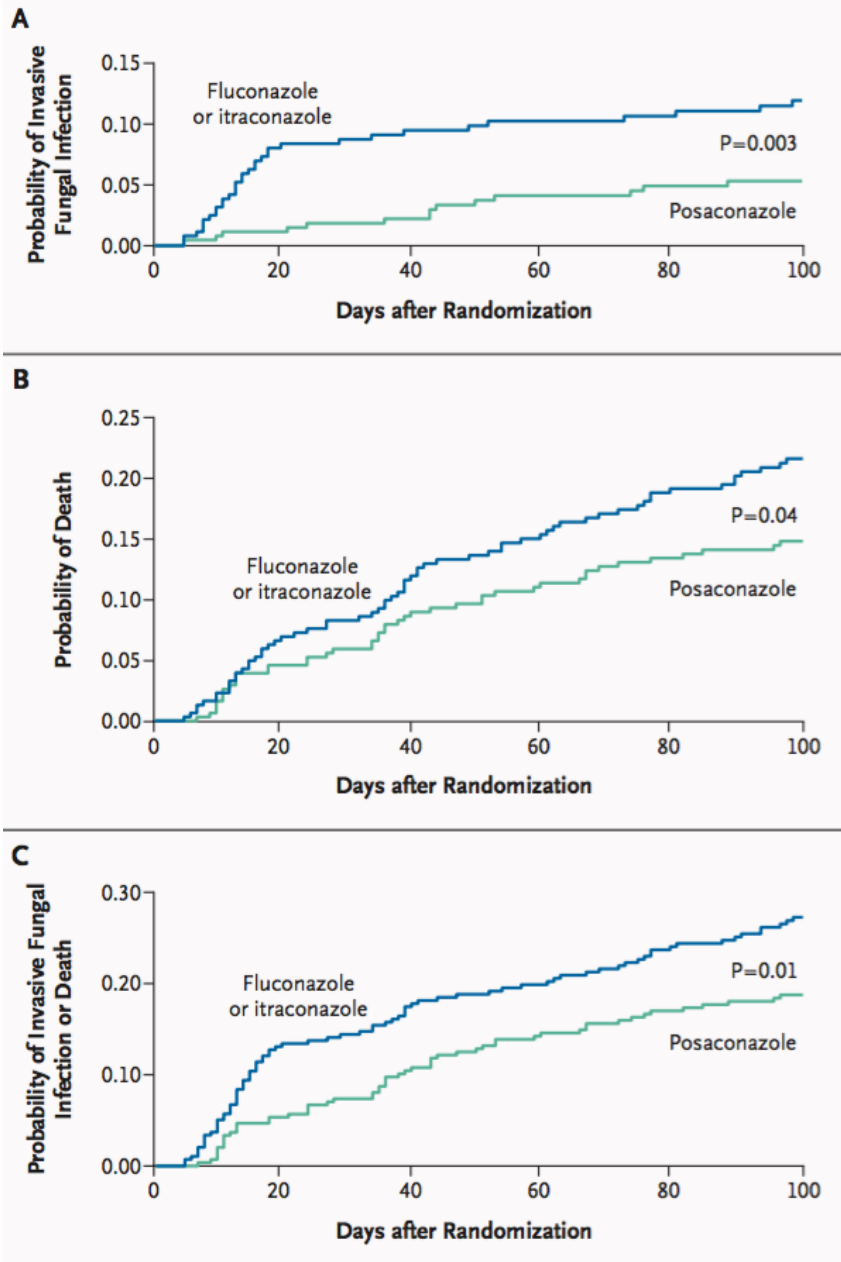 A
Probability of Invasive
Fungal Infection
0.15
0.10
0.05
0.00
Fluconazole
or itraconazole
P=0.003
Posaconazole
0 20 40 60 80 100
Days after Randomization
B
Probability of Death
0.25
0.20
0.15
0.10
0.05
0.00
Fluconazole
or itraconazole
P=0.04
Posaconazole
0 20 40 60 80 100
Days after Randomization
C
Probability of Invasive Fungal
Infection or Death
0.30
0.20
0.10
0.00
Fluconazole
or itraconazole
P=0.01
Posaconazole
0 20 40 60 80 100
Days after Randomization